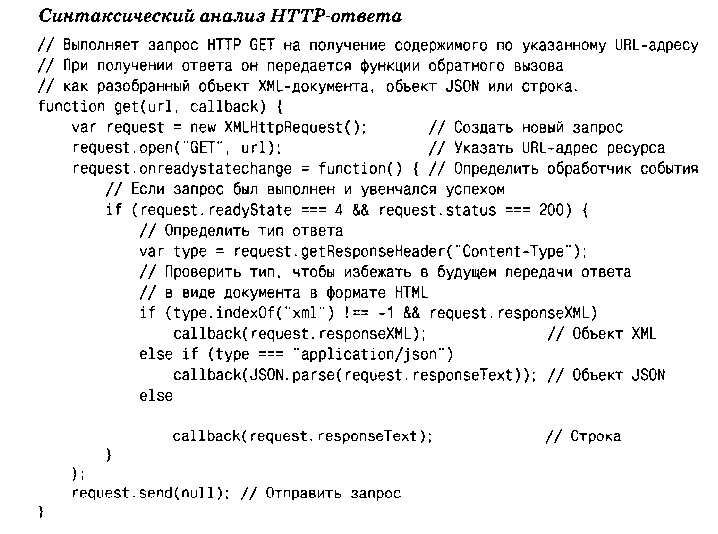 Синтаксический анализ HTTP-ответа
// Выполняет запрос HTTP GET на получение содержимого по указанному URL-адресу
// При получении ответа он передается функции обратного вызова
// как разобранный объект XML-документа, объект JSON или строка.
function get(url, callback) {
    var request = new XMLHttpRequest();       // Создать новый запрос
    request.open("GET", url);                 // Указать URL-адрес ресурса
    request.onreadystatechange = function() { // Определить обработчик события
        // Если запрос был выполнен и увенчался успехом
        if (request.readyState === 4 && request.status === 200) {
            // Определить тип ответа
            var type = request.getResponseHeader("Content-Type");
            // Проверить тип, чтобы избежать в будущем передачи ответа
            // в виде документа в формате HTML
            if (type.indexOf("xml") !== -1 && request.responseXML)
                callback(request.responseXML);              // Объект XML
            else if (type === "application/json")
                callback(JSON.parse(request.responseText)); // Объект JSON
            else
                callback(request.responseText);             // Строка
        }
    };
    request.send(null); // Отправить запрос
}